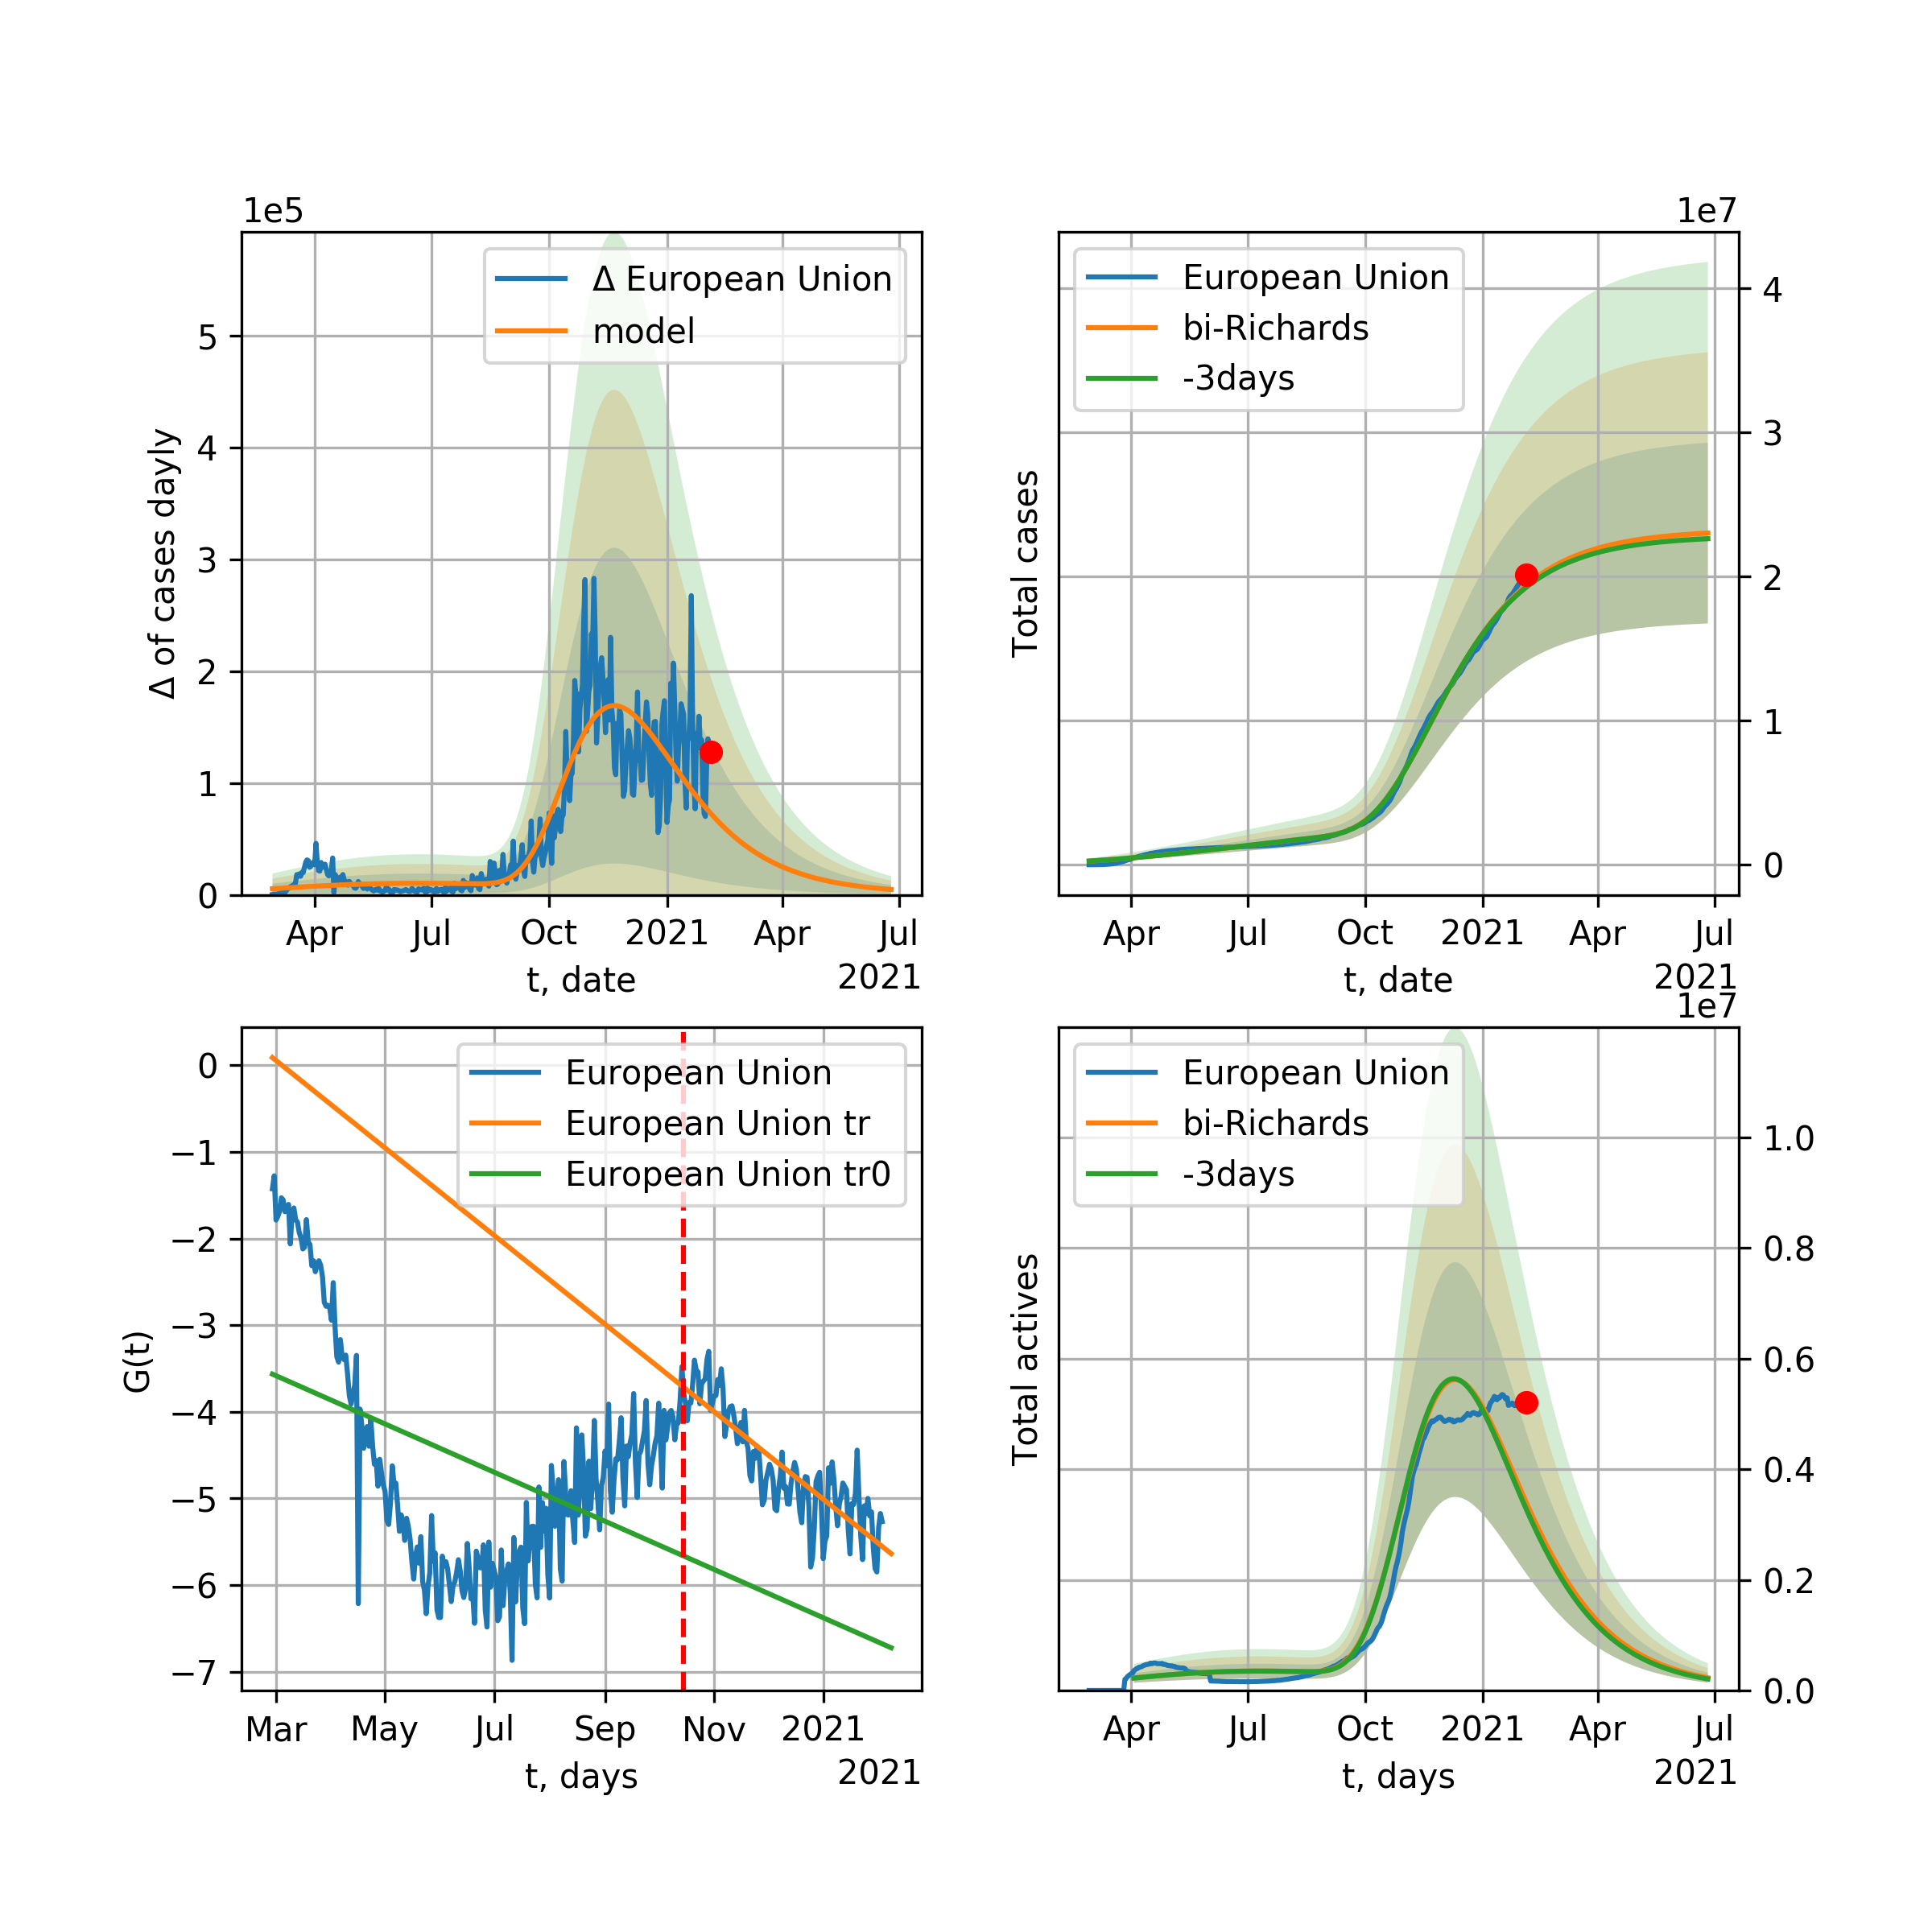 1e5
Δ European Union
model
5
4
3
2
1
0
Δ of cases dayly
Apr Jul Oct 2021 Apr Jul
t, date
2021
1e7
European Union
bi-Richards
-3days
4
3
2
1
0
Total cases
Apr Jul Oct 2021 Apr Jul
t, date
2021
European Union
European Union tr
European Union tr0
0
−1
−2
−3
−4
−5
−6
−7
G(t)
Mar May Jul Sep Nov 2021
t, days
2021
1e7
European Union
bi-Richards
-3days
1.0
0.8
0.6
0.4
0.2
0.0
Total actives
Apr Jul Oct 2021 Apr Jul
t, days
2021